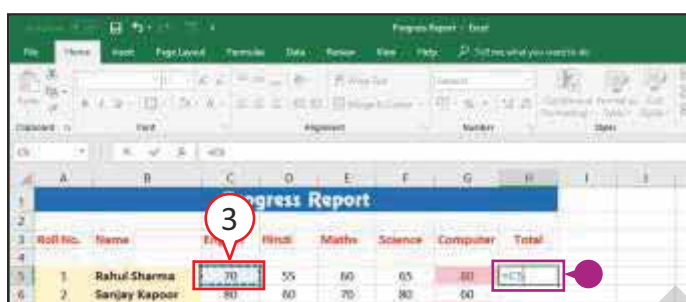 Progress Report - Excel
File Home Insert Page Layout Formulas Data Review View Help Tell me what you want to do
Clipboard Font Alignment Number Styles
C5 =C5
A B C D E F G H I J
1 Progress Report
2
3 Roll No. Name Hindi Maths Science Computer Total
4
5 1 Rahul Sharma 70 55 60 65 80 =C5
6 2 Sanjay Kapoor 80 60 70 80 60
3